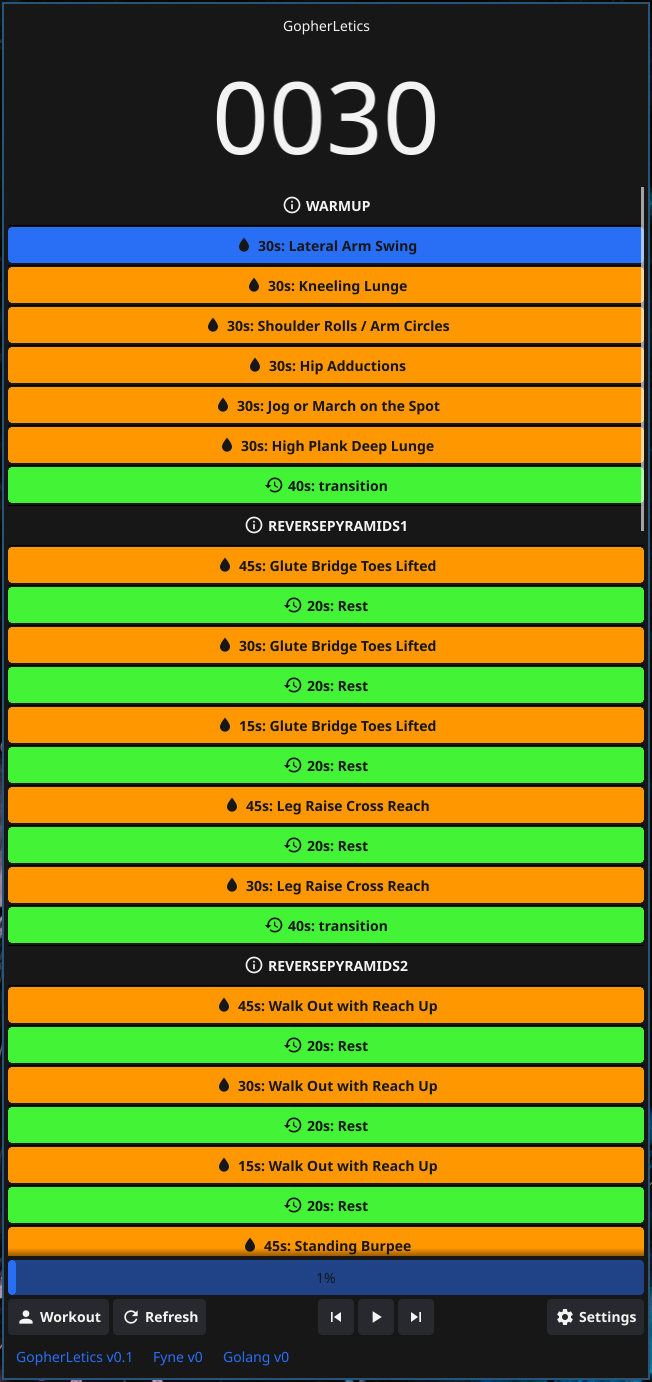 GopherLetics
0030
WARMUP
30s: Lateral Arm Swing
30s: Kneeling Lunge
30s: Shoulder Rolls / Arm Circles
30s: Hip Adductions
30s: Jog or March on the Spot
30s: High Plank Deep Lunge
40s: transition
REVERSEPYRAMIDS1
45s: Glute Bridge Toes Lifted
20s: Rest
30s: Glute Bridge Toes Lifted
20s: Rest
15s: Glute Bridge Toes Lifted
20s: Rest
45s: Leg Raise Cross Reach
20s: Rest
30s: Leg Raise Cross Reach
40s: transition
REVERSEPYRAMIDS2
45s: Walk Out with Reach Up
20s: Rest
30s: Walk Out with Reach Up
20s: Rest
15s: Walk Out with Reach Up
20s: Rest
45s: Standing Burpee
1%
Workout Refresh Settings
GopherLetics v0.1 Fyne v0 Golang v0